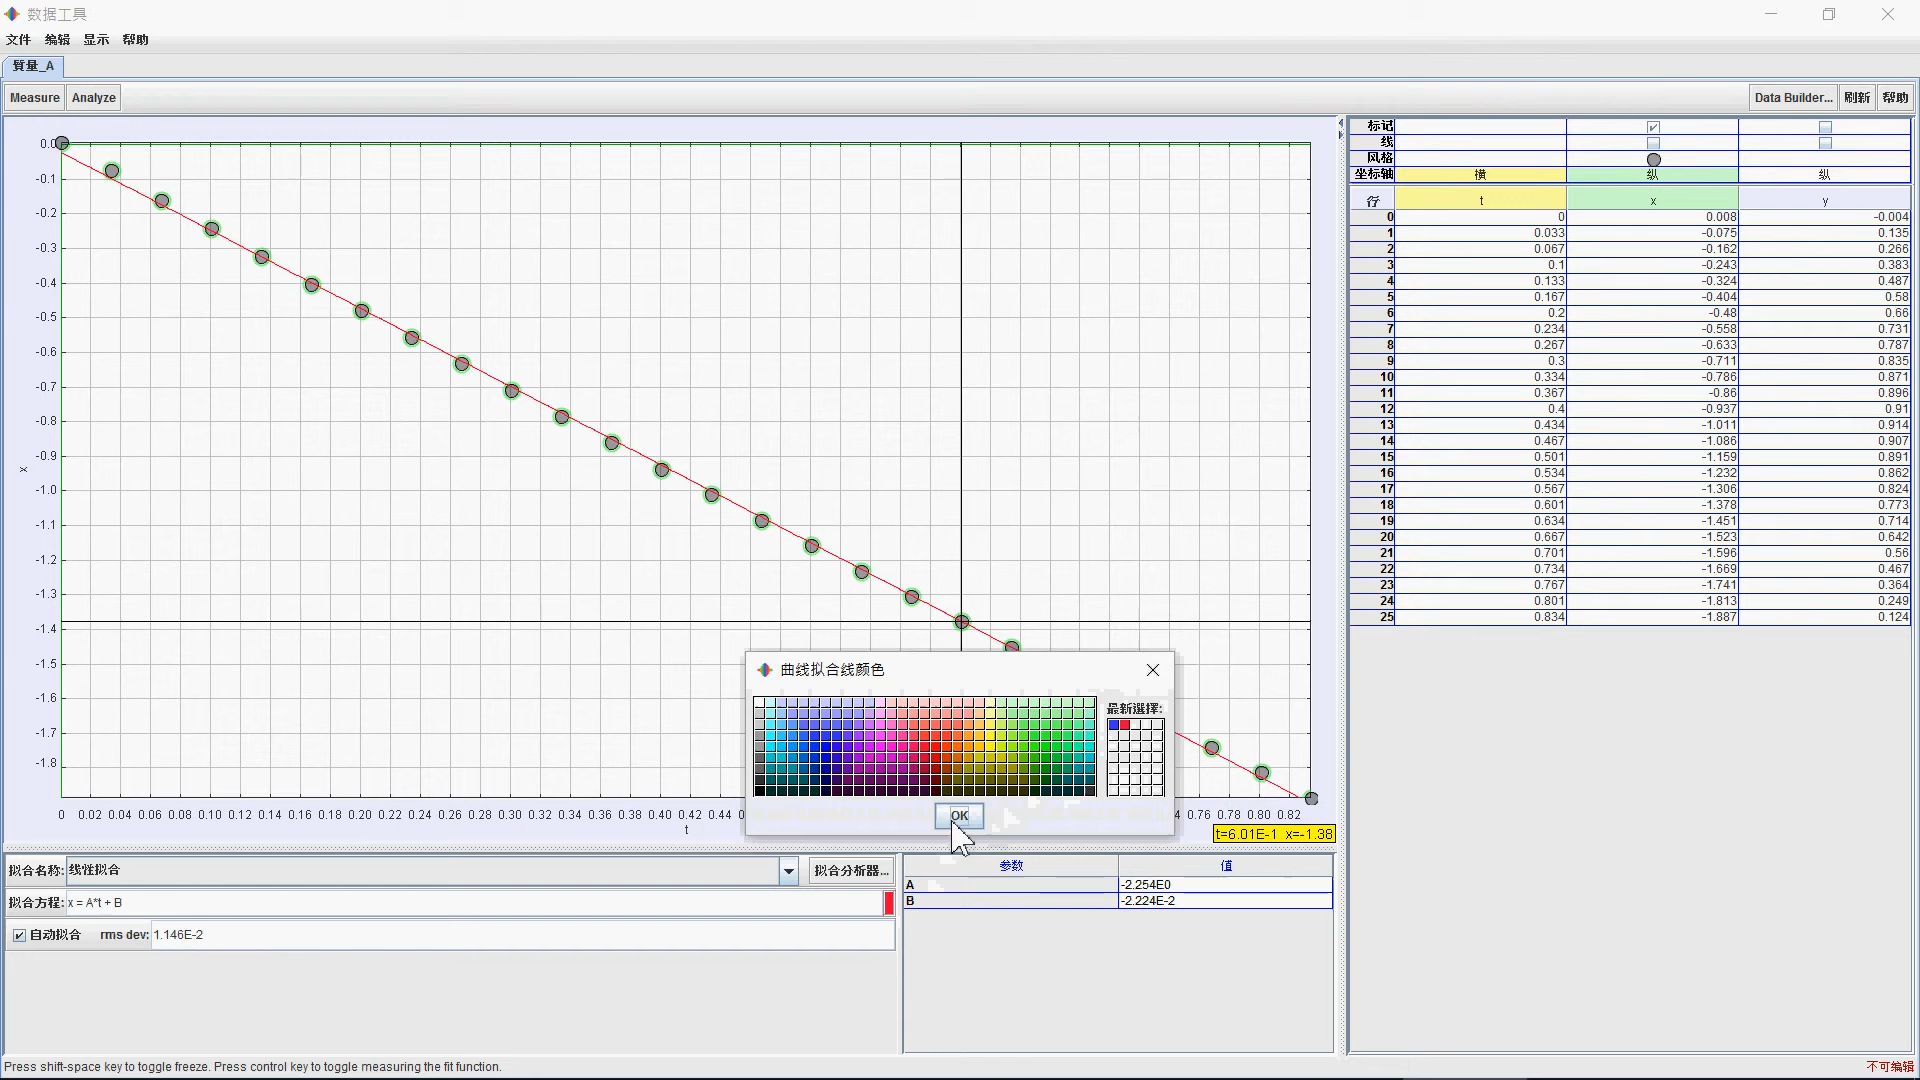 数据工具
文件 编辑 显示 帮助
質量_A
Measure Analyze Data Builder... 刷新 帮助
标记
线
风格
坐标轴 横 纵 纵
行 t x y
0 0 0.008 -0.004
1 0.033 -0.075 0.135
2 0.067 -0.162 0.266
3 0.1 -0.243 0.383
4 0.133 -0.324 0.487
5 0.167 -0.404 0.58
6 0.2 -0.48 0.66
7 0.234 -0.558 0.731
8 0.267 -0.633 0.787
9 0.3 -0.711 0.835
10 0.334 -0.786 0.871
11 0.367 -0.86 0.896
12 0.4 -0.937 0.91
13 0.434 -1.011 0.914
14 0.467 -1.086 0.907
15 0.501 -1.159 0.891
16 0.534 -1.232 0.862
17 0.567 -1.306 0.824
18 0.601 -1.378 0.773
19 0.634 -1.451 0.714
20 0.667 -1.523 0.642
21 0.701 -1.596 0.56
22 0.734 -1.669 0.467
23 0.767 -1.741 0.364
24 0.801 -1.813 0.249
25 0.834 -1.887 0.124
0.0
-0.1
-0.2
-0.3
-0.4
-0.5
-0.6
-0.7
-0.8
-0.9
x
-1.0
-1.1
-1.2
-1.3
-1.4
-1.5
-1.6
-1.7
-1.8
0 0.02 0.04 0.06 0.08 0.10 0.12 0.14 0.16 0.18 0.20 0.22 0.24 0.26 0.28 0.30 0.32 0.34 0.36 0.38 0.40 0.42 0.44 0.76 0.78 0.80 0.82
t
t=6.01E-1 x=-1.38
曲线拟合线颜色
最新選擇:
OK
拟合名称: 线性拟合 拟合分析器...
拟合方程: x = A*t + B
自动拟合 rms dev: 1.146E-2
参数 值
A -2.254E0
B -2.224E-2
Press shift-space key to toggle freeze. Press control key to toggle measuring the fit function.
不可编辑